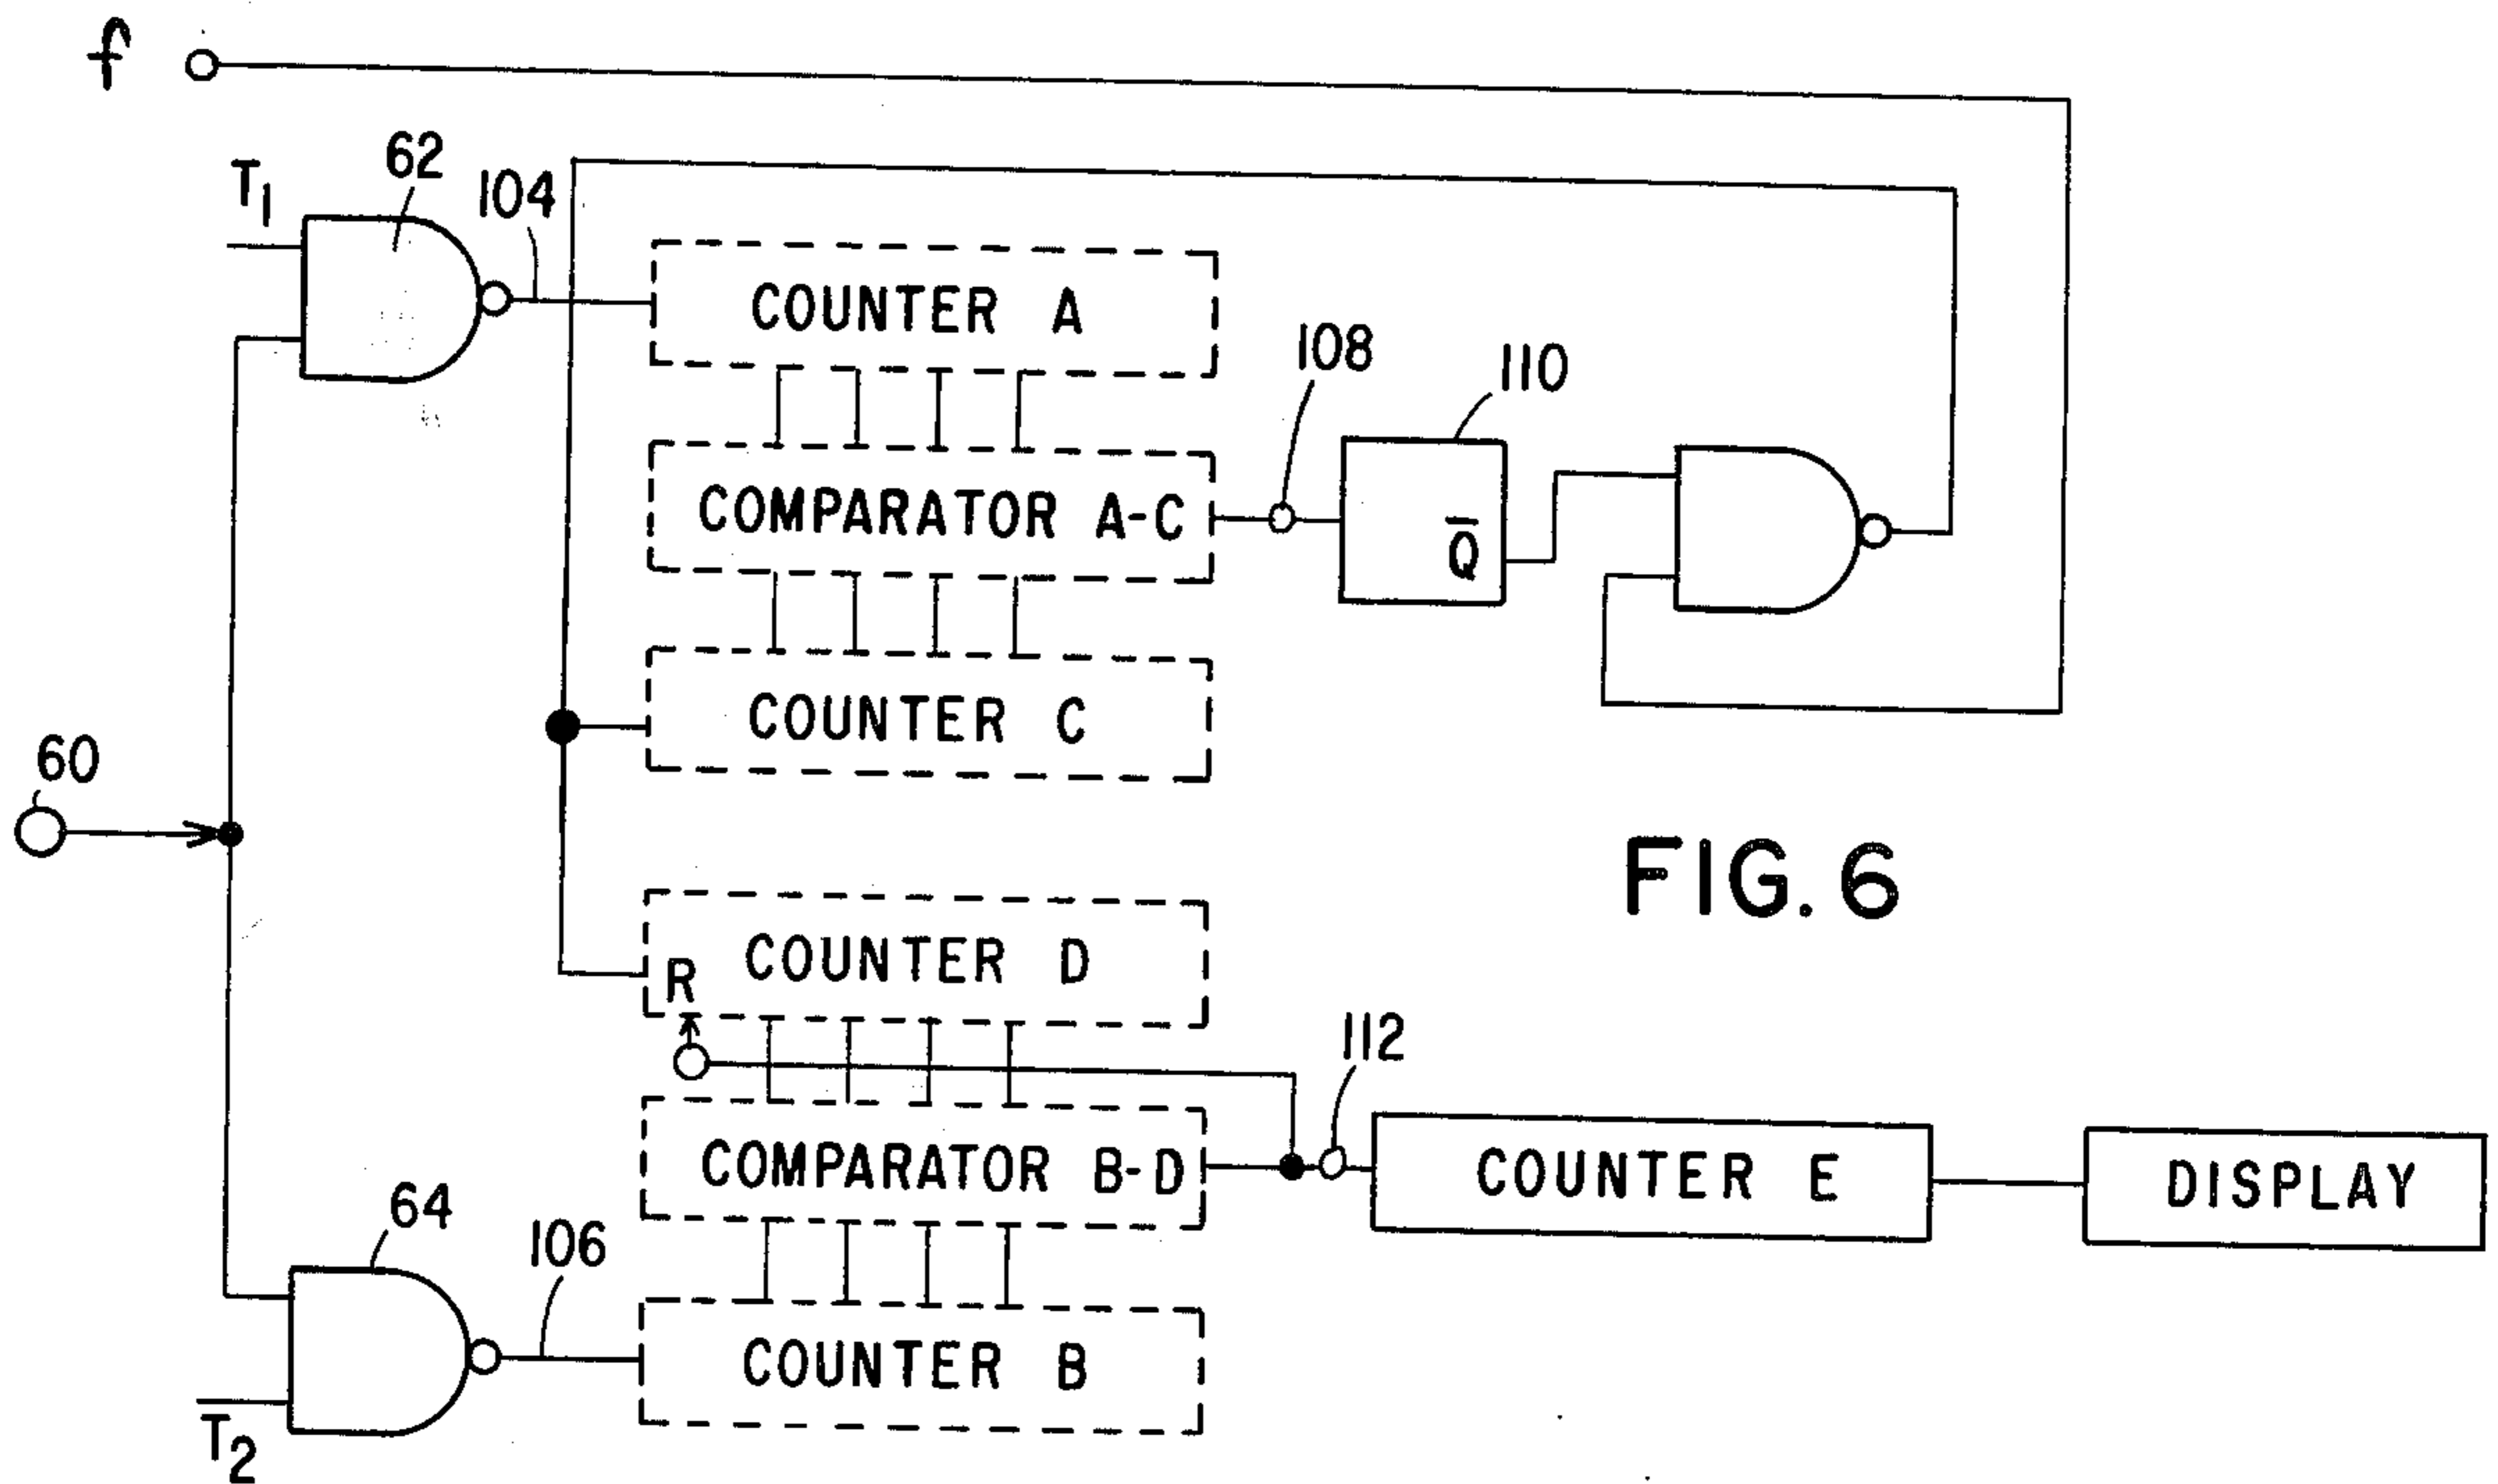 f
T1
62
104
COUNTER A
108
110
COMPARATOR A-C
Q̅
COUNTER C
60
FIG. 6
COUNTER D
R
112
COMPARATOR B-D
COUNTER E
DISPLAY
64
106
COUNTER B
T2